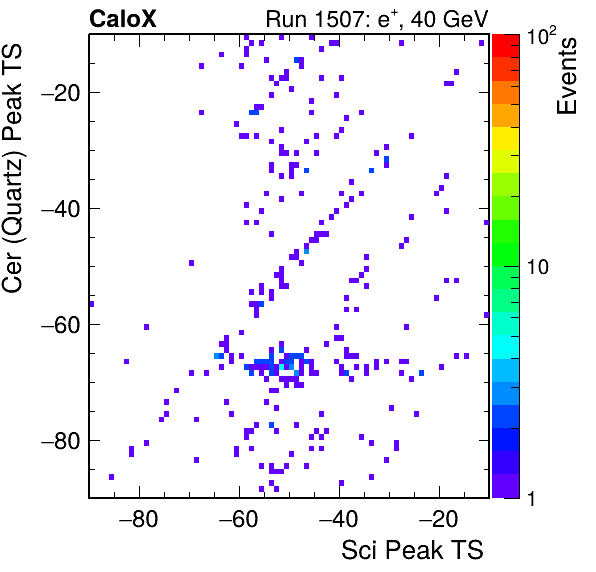 CaloX Run 1507: e+, 40 GeV
Cer (Quartz) Peak TS
−20
−40
−60
−80
−80 −60 −40 −20
Sci Peak TS
10²
10
1
Events